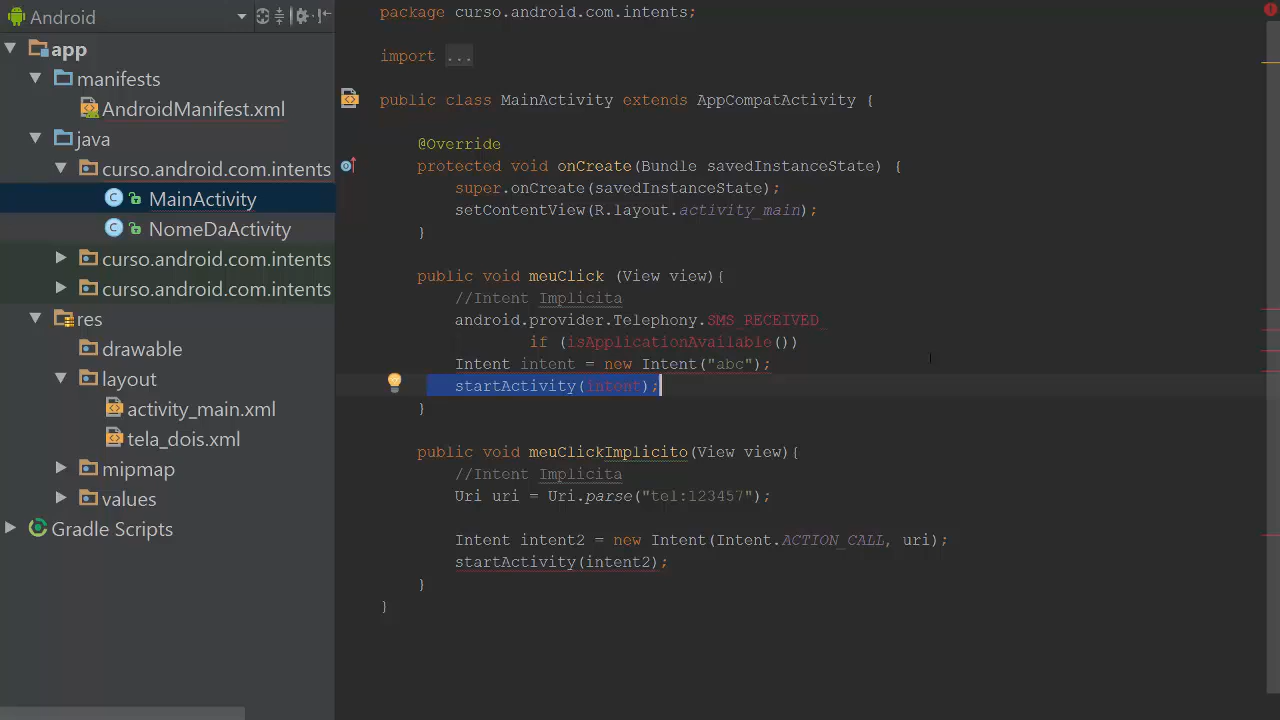 Android
app
manifests
AndroidManifest.xml
java
curso.android.com.intents
MainActivity
NomeDaActivity
curso.android.com.intents
curso.android.com.intents
res
drawable
layout
activity_main.xml
tela_dois.xml
mipmap
values
Gradle Scripts
package curso.android.com.intents;
import ...
public class MainActivity extends AppCompatActivity {
@Override
protected void onCreate(Bundle savedInstanceState) {
super.onCreate(savedInstanceState);
setContentView(R.layout.activity_main);
}
public void meuClick (View view){
//Intent Implicita
android.provider.Telephony.SMS_RECEIVED
if (isApplicationAvailable())
Intent intent = new Intent("abc");
startActivity(intent);
}
public void meuClickImplicito(View view){
//Intent Implicita
Uri uri = Uri.parse("tel:123457");
Intent intent2 = new Intent(Intent.ACTION_CALL, uri);
startActivity(intent2);
}
}